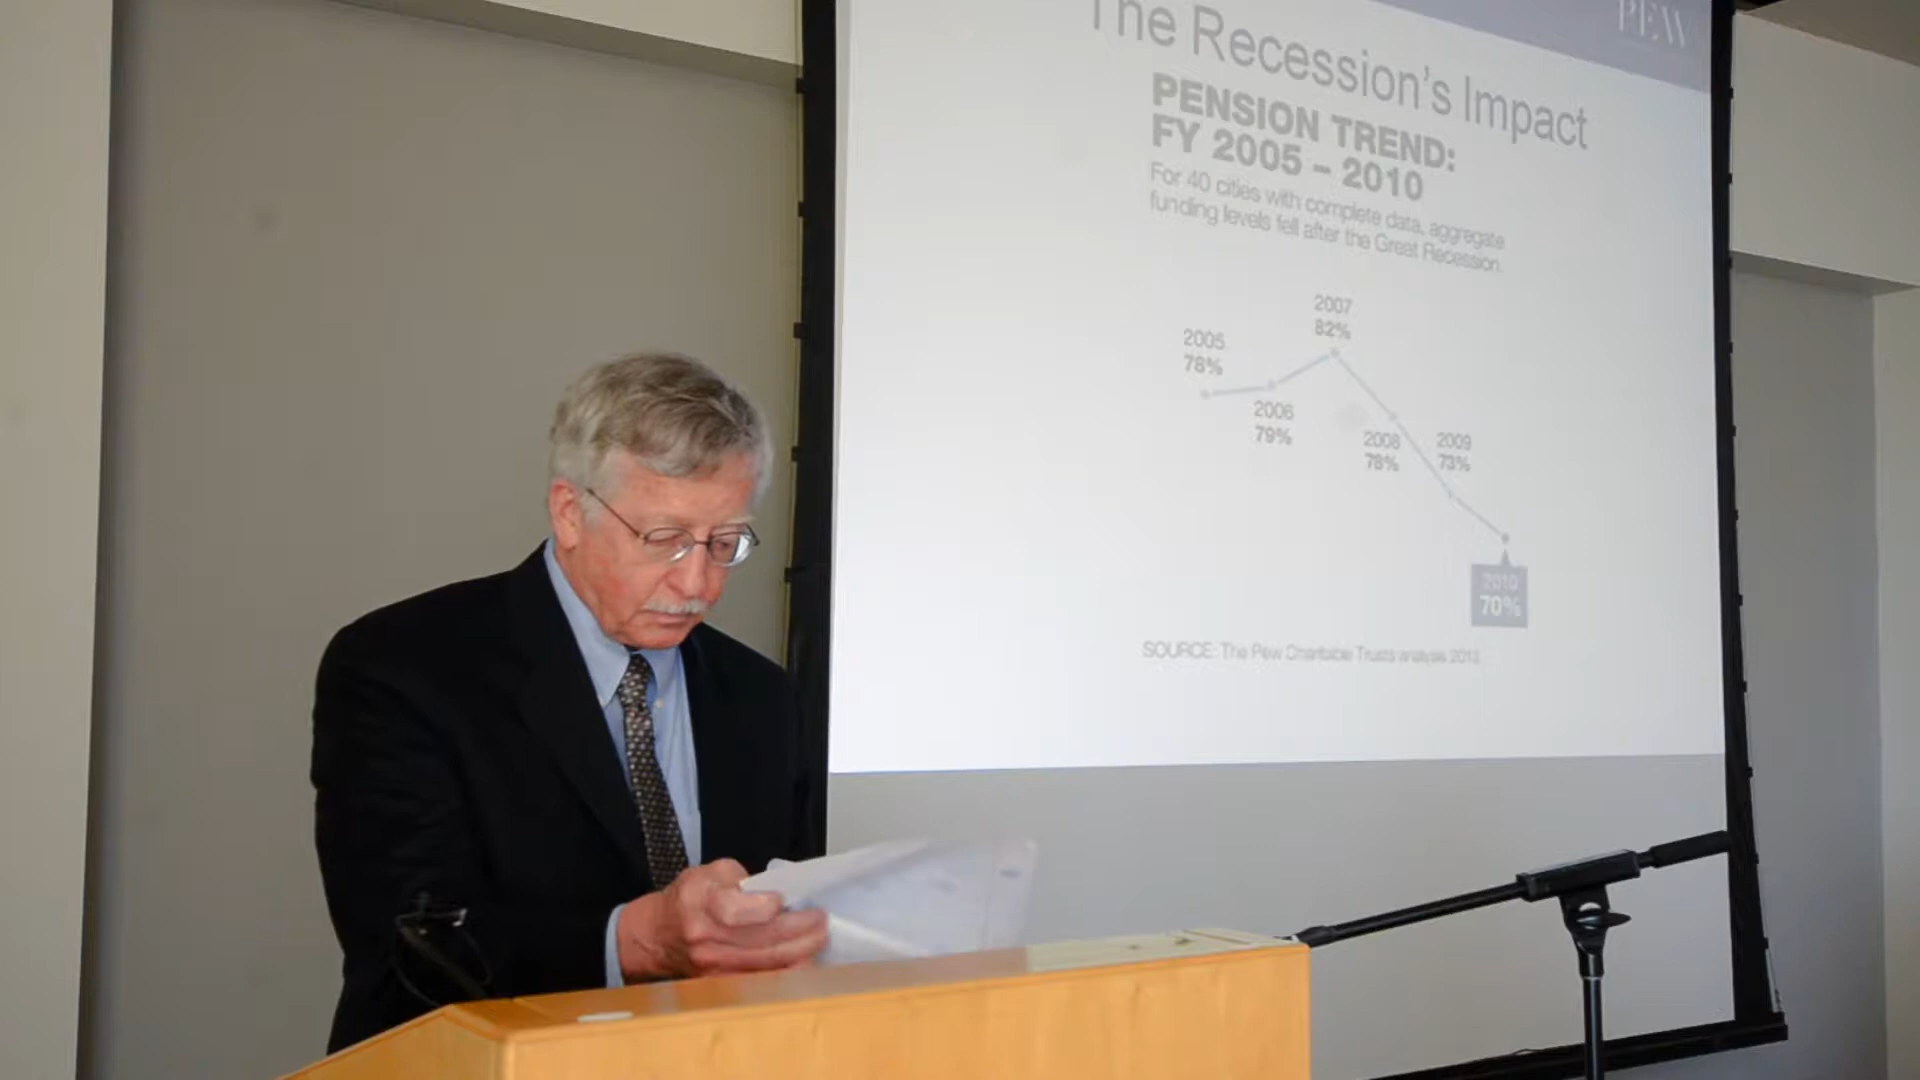 PEW
The Recession's Impact
PENSION TREND:
FY 2005 – 2010
For 40 cities with complete data, aggregate
funding levels fell after the Great Recession.
2007
82%
2005
78%
2006
79%
2008
78%
2009
73%
2010
70%
SOURCE: The Pew Charitable Trusts analysis